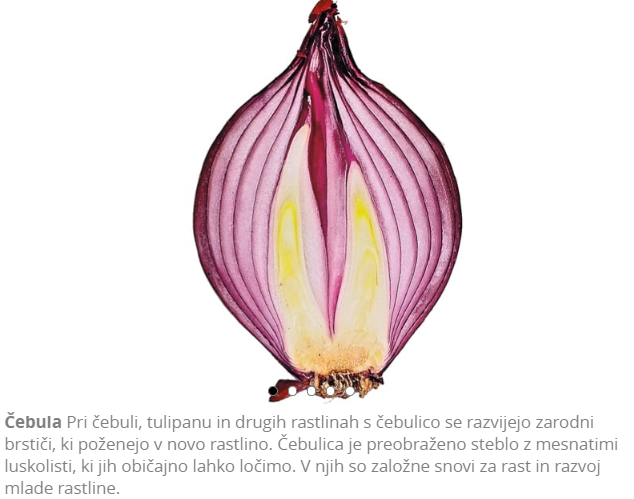 Čebula Pri čebuli, tulipanu in drugih rastlinah s čebulico se razvijejo zarodni
brstiči, ki poženejo v novo rastlino. Čebulica je preobraženo steblo z mesnatimi
luskolisti, ki jih običajno lahko ločimo. V njih so založne snovi za rast in razvoj
mlade rastline.